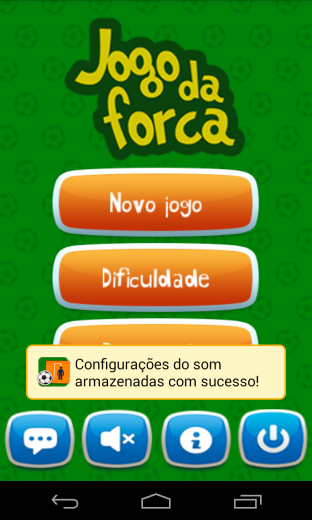 Jogo da
forca
Novo jogo
Dificuldade
Configurações do som
armazenadas com sucesso!